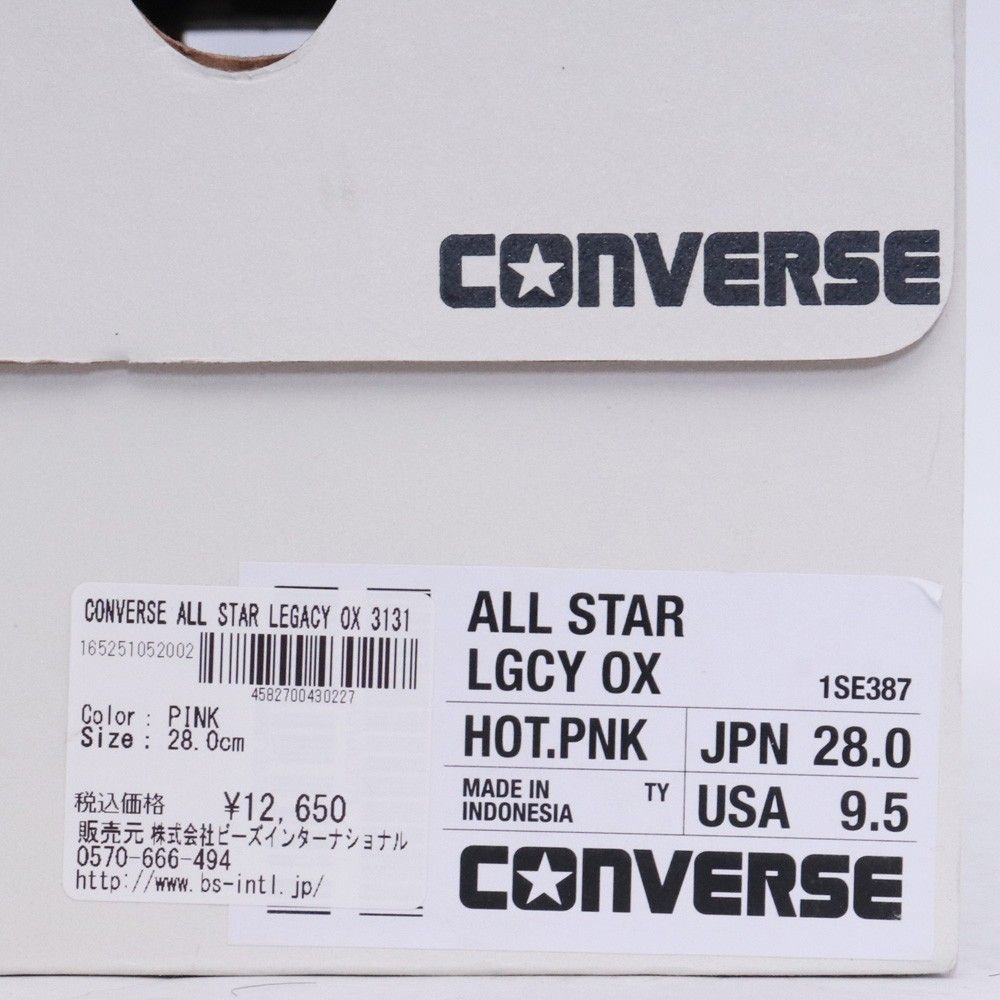 CONVERSE
CONVERSE ALL STAR LEGACY OX 3131
165251052002
4582700430227
Color : PINK
Size : 28.0cm
税込価格 ¥12,650
販売元 株式会社ビーズインターナショナル
0570-666-494
http://www.bs-intl.jp/
ALL STAR
LGCY OX 1SE387
HOT.PNK JPN 28.0
MADE IN INDONESIA TY USA 9.5
CONVERSE